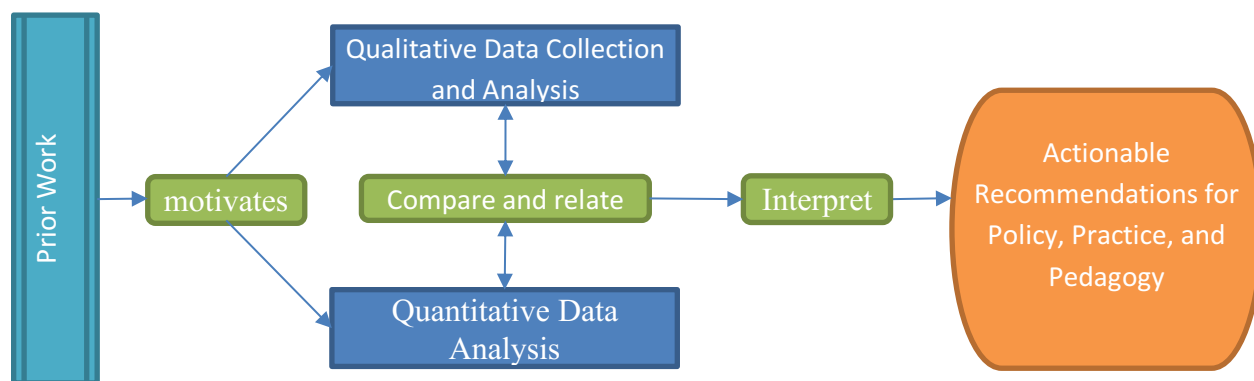 Prior Work
motivates
Qualitative Data Collection
and Analysis
Compare and relate
Quantitative Data
Analysis
Interpret
Actionable
Recommendations for
Policy, Practice, and
Pedagogy